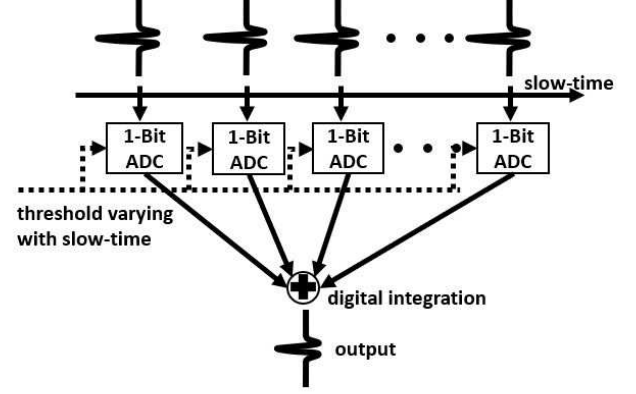 slow-time
1-Bit
ADC
1-Bit
ADC
1-Bit
ADC
1-Bit
ADC
threshold varying
with slow-time
digital integration
output